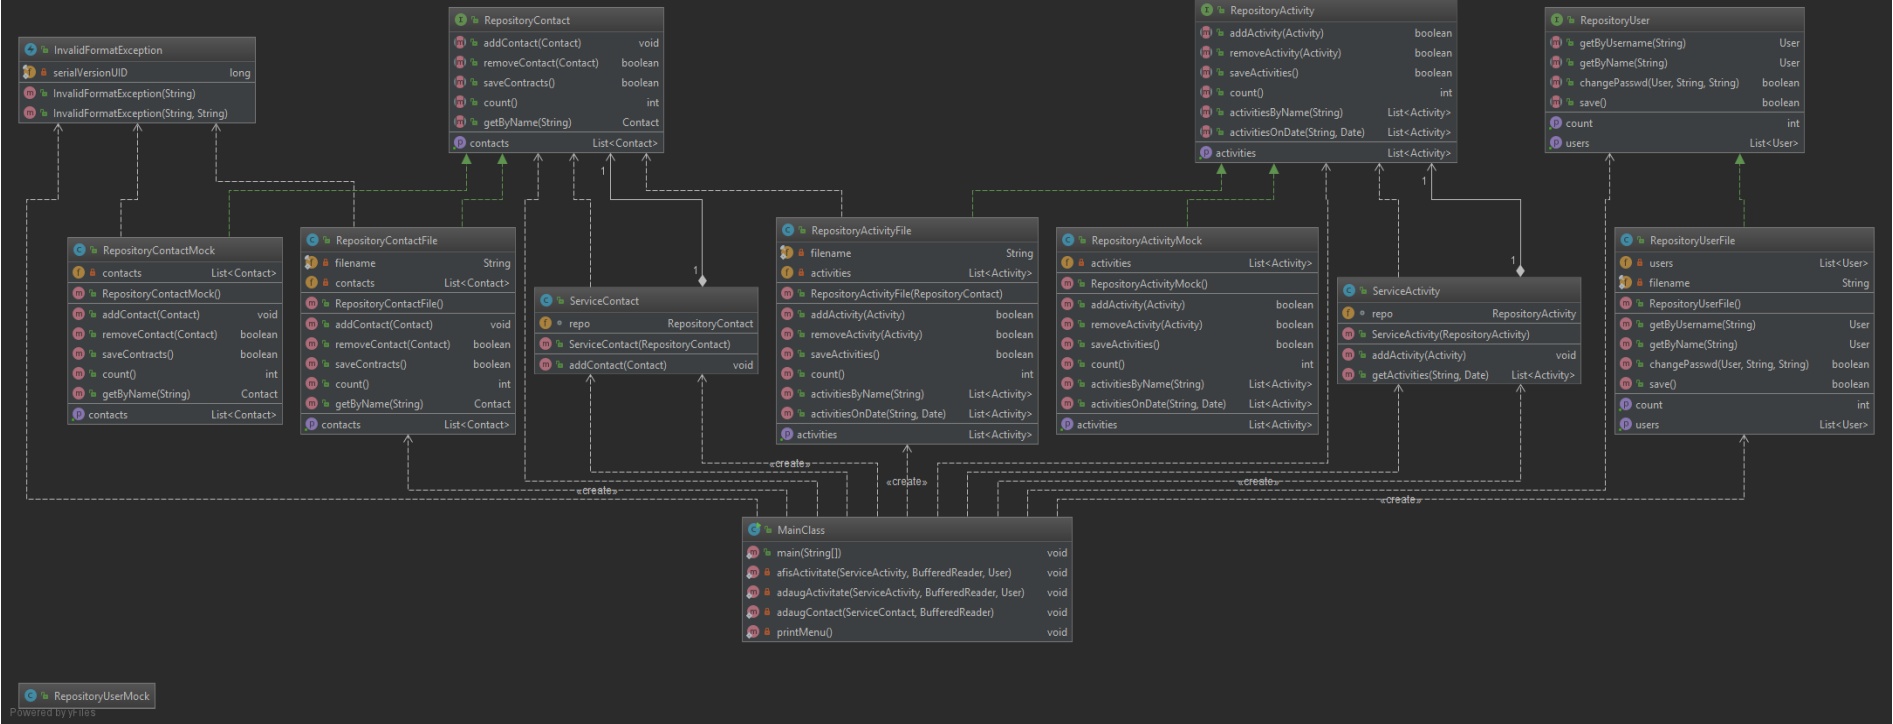 InvalidFormatException
serialVersionUID long
InvalidFormatException(String)
InvalidFormatException(String, String)
RepositoryContact
addContact(Contact) void
removeContact(Contact) boolean
saveContracts() boolean
count() int
getByName(String) Contact
contacts List<Contact>
RepositoryActivity
addActivity(Activity) boolean
removeActivity(Activity) boolean
saveActivities() boolean
count() int
activitiesByName(String) List<Activity>
activitiesOnDate(String, Date) List<Activity>
activities List<Activity>
RepositoryUser
getByUsername(String) User
getByName(String) User
changePasswd(User, String, String) boolean
save() boolean
count int
users List<User>
1
1
RepositoryContactMock
contacts List<Contact>
RepositoryContactMock()
addContact(Contact) void
removeContact(Contact) boolean
saveContracts() boolean
count() int
getByName(String) Contact
contacts List<Contact>
RepositoryContactFile
filename String
contacts List<Contact>
RepositoryContactFile()
addContact(Contact) void
removeContact(Contact) boolean
saveContracts() boolean
count() int
getByName(String) Contact
contacts List<Contact>
1
ServiceContact
repo RepositoryContact
ServiceContact(RepositoryContact)
addContact(Contact) void
RepositoryActivityFile
filename String
activities List<Activity>
RepositoryActivityFile(RepositoryContact)
addActivity(Activity) boolean
removeActivity(Activity) boolean
saveActivities() boolean
count() int
activitiesByName(String) List<Activity>
activitiesOnDate(String, Date) List<Activity>
activities List<Activity>
RepositoryActivityMock
activities List<Activity>
RepositoryActivityMock()
addActivity(Activity) boolean
removeActivity(Activity) boolean
saveActivities() boolean
count() int
activitiesByName(String) List<Activity>
activitiesOnDate(String, Date) List<Activity>
activities List<Activity>
1
ServiceActivity
repo RepositoryActivity
ServiceActivity(RepositoryActivity)
addActivity(Activity) void
getActivities(String, Date) List<Activity>
RepositoryUserFile
users List<User>
filename String
RepositoryUserFile()
getByUsername(String) User
getByName(String) User
changePasswd(User, String, String) boolean
save() boolean
count int
users List<User>
«create»
«create»
«create»
«create»
«create»
MainClass
main(String[]) void
afisActivitate(ServiceActivity, BufferedReader, User) void
adaugActivitate(ServiceActivity, BufferedReader, User) void
adaugContact(ServiceContact, BufferedReader) void
printMenu() void
RepositoryUserMock
Powered by yFiles